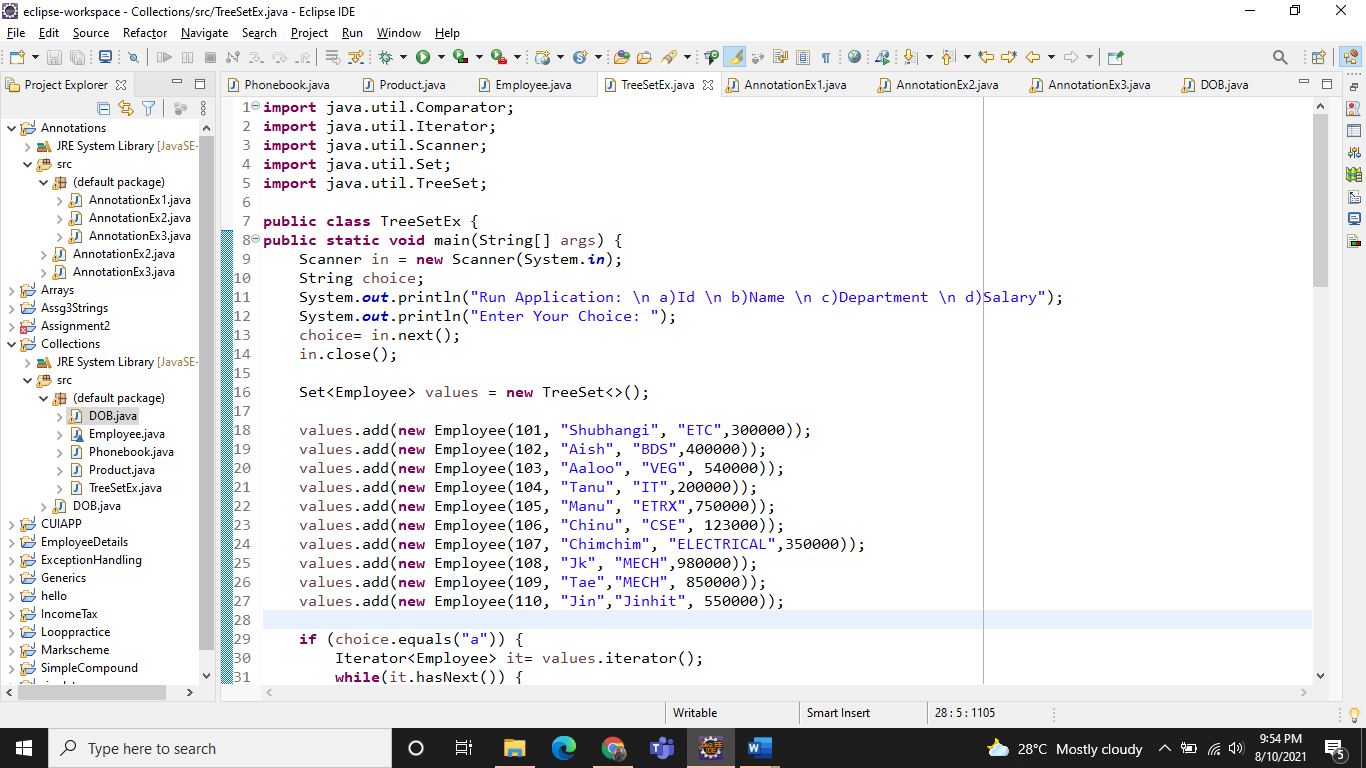 eclipse-workspace - Collections/src/TreeSetEx.java - Eclipse IDE
File Edit Source Refactor Navigate Search Project Run Window Help
Project Explorer
Phonebook.java Product.java Employee.java TreeSetEx.java AnnotationEx1.java AnnotationEx2.java AnnotationEx3.java DOB.java
Annotations
JRE System Library [JavaSE-
src
(default package)
AnnotationEx1.java
AnnotationEx2.java
AnnotationEx3.java
AnnotationEx2.java
AnnotationEx3.java
Arrays
Assg3Strings
Assignment2
Collections
JRE System Library [JavaSE-
src
(default package)
DOB.java
Employee.java
Phonebook.java
Product.java
TreeSetEx.java
DOB.java
CUIAPP
EmployeeDetails
ExceptionHandling
Generics
hello
IncomeTax
Looppractice
Markscheme
SimpleCompound
1 import java.util.Comparator;
2 import java.util.Iterator;
3 import java.util.Scanner;
4 import java.util.Set;
5 import java.util.TreeSet;
6
7 public class TreeSetEx {
8 public static void main(String[] args) {
9 Scanner in = new Scanner(System.in);
10 String choice;
11 System.out.println("Run Application: \n a)Id \n b)Name \n c)Department \n d)Salary");
12 System.out.println("Enter Your Choice: ");
13 choice= in.next();
14 in.close();
15
16 Set<Employee> values = new TreeSet<>();
17
18 values.add(new Employee(101, "Shubhangi", "ETC",300000));
19 values.add(new Employee(102, "Aish", "BDS",400000));
20 values.add(new Employee(103, "Aaloo", "VEG", 540000));
21 values.add(new Employee(104, "Tanu", "IT",200000));
22 values.add(new Employee(105, "Manu", "ETRX",750000));
23 values.add(new Employee(106, "Chinu", "CSE", 123000));
24 values.add(new Employee(107, "Chimchim", "ELECTRICAL",350000));
25 values.add(new Employee(108, "Jk", "MECH",980000));
26 values.add(new Employee(109, "Tae","MECH", 850000));
27 values.add(new Employee(110, "Jin","Jinhit", 550000));
28
29 if (choice.equals("a")) {
30 Iterator<Employee> it= values.iterator();
31 while(it.hasNext()) {
Writable Smart Insert 28 : 5 : 1105
Type here to search
28°C Mostly cloudy
9:54 PM
8/10/2021
5